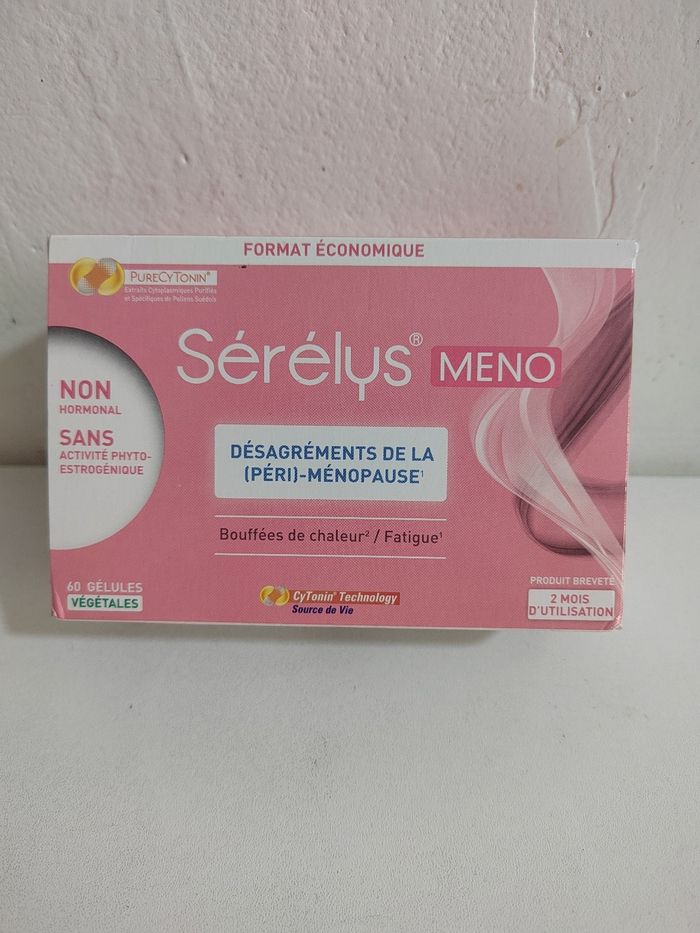 FORMAT ÉCONOMIQUE
PURECYTONIN®
Extraits Cytoplasmiques Purifiés
et Spécifiques de Pollens Suédois
Sérélys® MENO
NON
HORMONAL
SANS
ACTIVITÉ PHYTO-
ESTROGÉNIQUE
DÉSAGRÉMENTS DE LA
(PÉRI)-MÉNOPAUSE¹
Bouffées de chaleur² / Fatigue¹
60 GÉLULES
VÉGÉTALES
CyTonin® Technology
Source de Vie
PRODUIT BREVETÉ
2 MOIS
D'UTILISATION